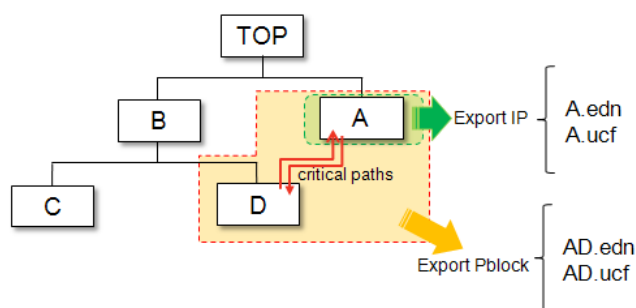 TOP
B
A
Export IP
A.edn
A.ucf
critical paths
C
D
Export Pblock
AD.edn
AD.ucf